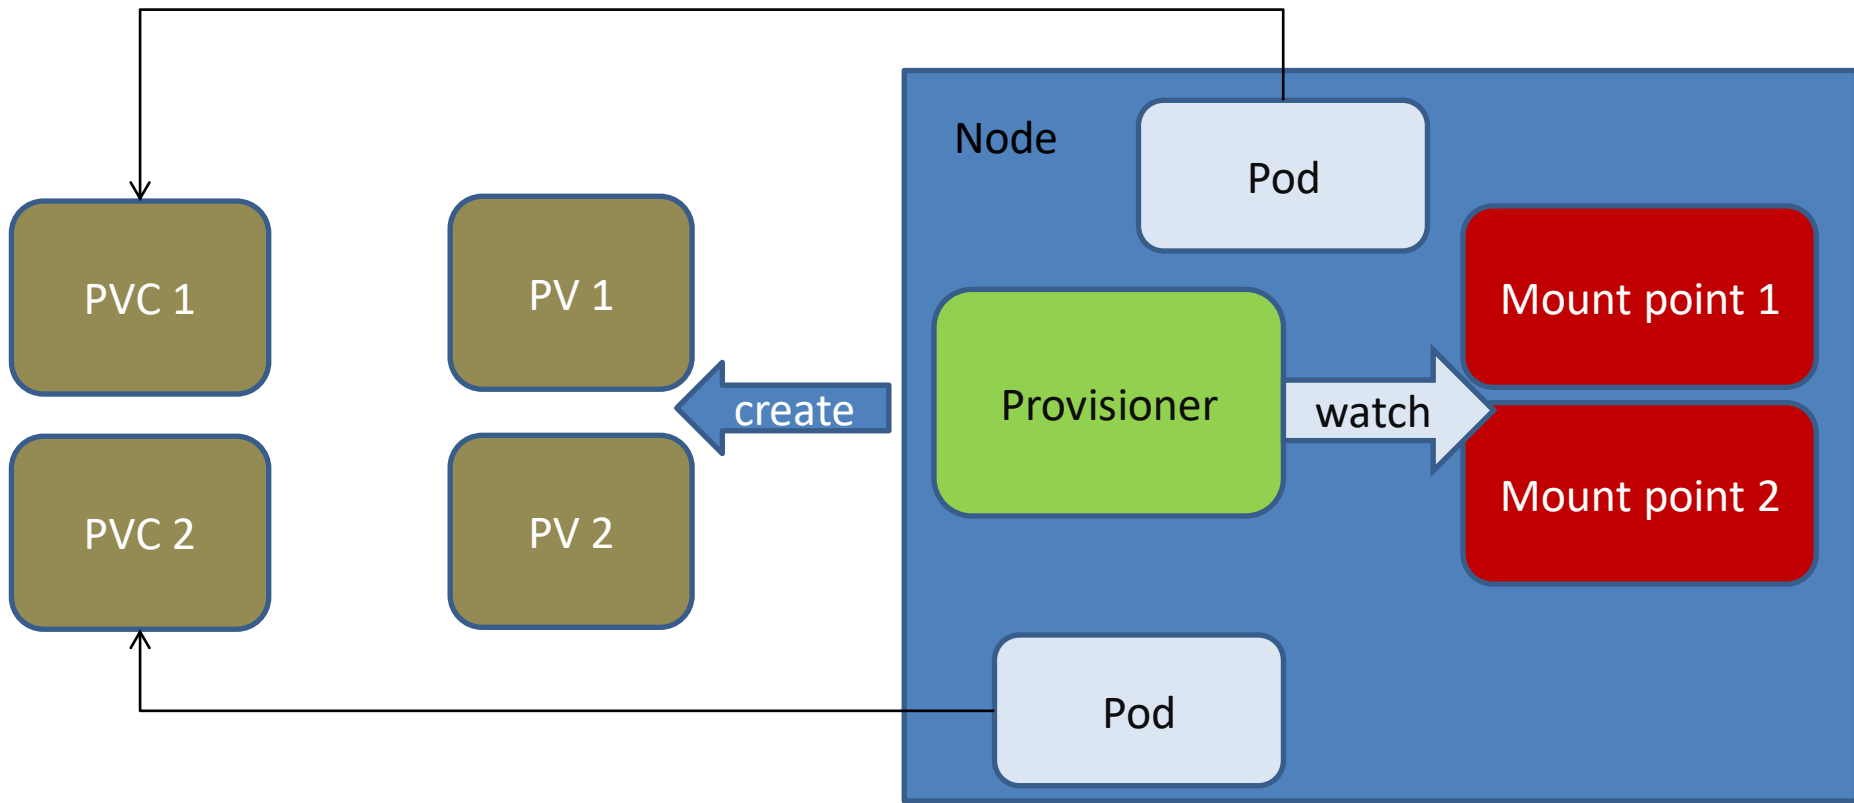 Node
Pod
PVC 1
PV 1
Mount point 1
create
Provisioner
watch
PVC 2
PV 2
Mount point 2
Pod